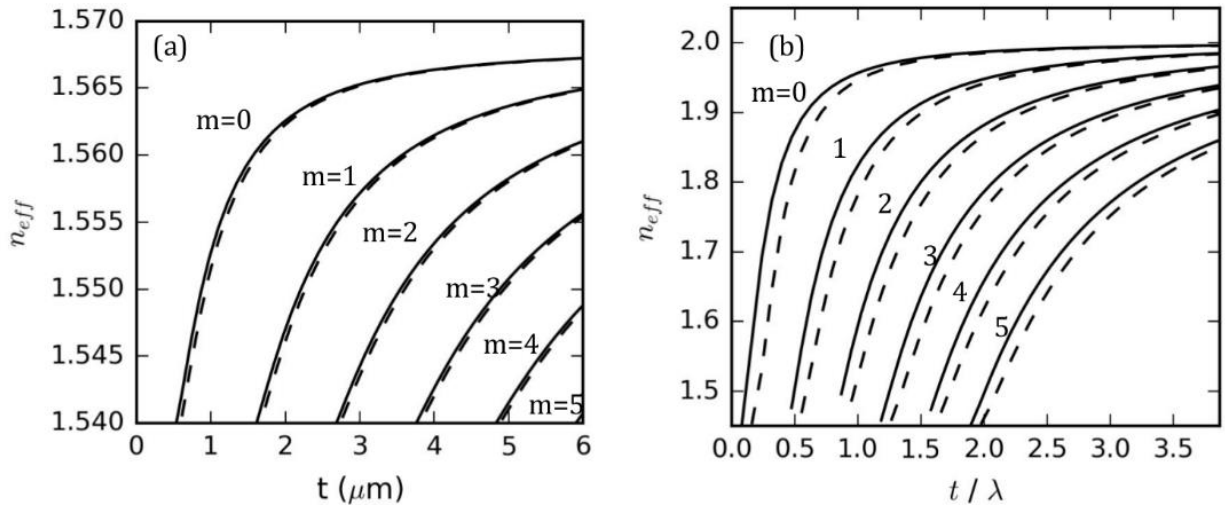 (a)
1.570
1.565
1.560
1.555
1.550
1.545
1.540
n_eff
m=0
m=1
m=2
m=3
m=4
m=5
0 1 2 3 4 5 6
t (μm)
(b)
2.0
1.9
1.8
1.7
1.6
1.5
n_eff
m=0
1
2
3
4
5
0.0 0.5 1.0 1.5 2.0 2.5 3.0 3.5
t / λ